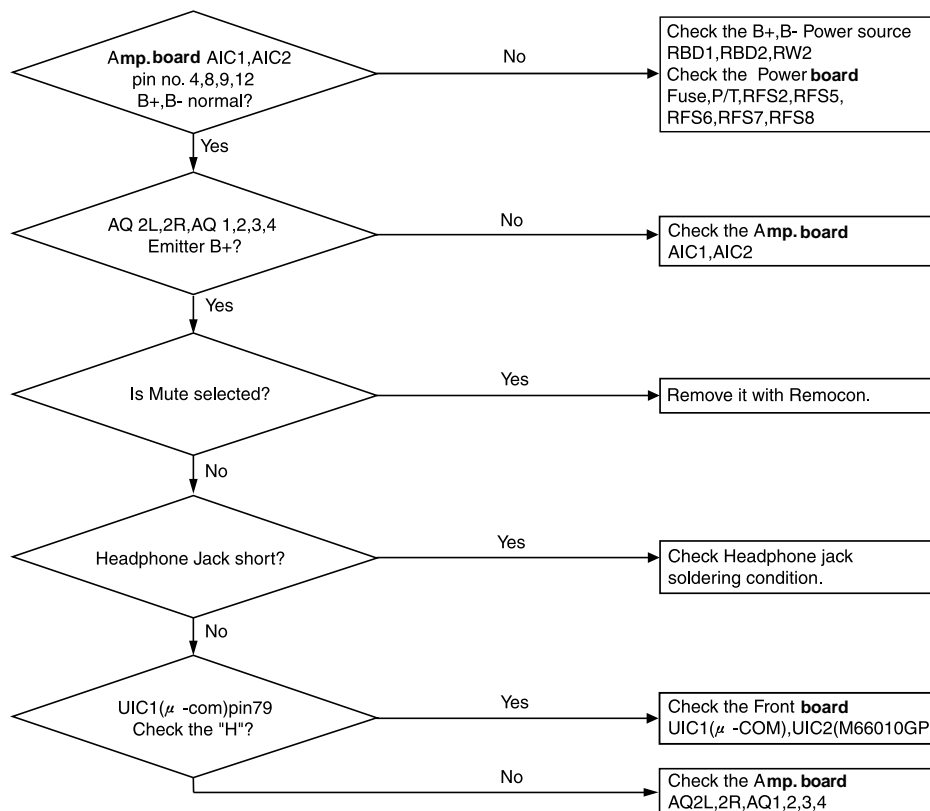 Amp.board AIC1,AIC2
pin no. 4,8,9,12
B+,B- normal?
No
Check the B+,B- Power source
RBD1,RBD2,RW2
Check the Power board
Fuse,P/T,RFS2,RFS5,
RFS6,RFS7,RFS8
Yes
AQ 2L,2R,AQ 1,2,3,4
Emitter B+?
No
Check the Amp.board
AIC1,AIC2
Yes
Is Mute selected?
Yes
Remove it with Remocon.
No
Headphone Jack short?
Yes
Check Headphone jack
soldering condition.
No
UIC1(μ -com)pin79
Check the "H"?
Yes
Check the Front board
UIC1(μ -COM),UIC2(M66010GP
No
Check the Amp.board
AQ2L,2R,AQ1,2,3,4